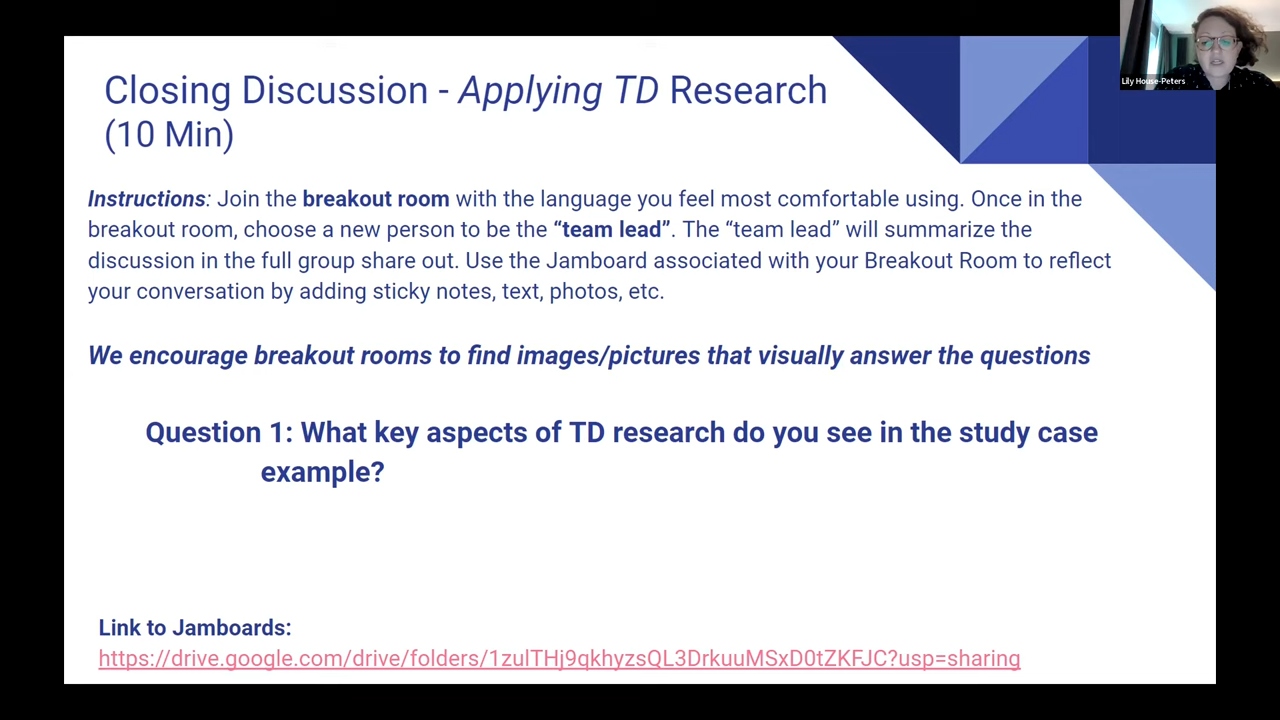 Closing Discussion - Applying TD Research
(10 Min)
Lily House-Peters
Instructions: Join the breakout room with the language you feel most comfortable using. Once in the
breakout room, choose a new person to be the “team lead”. The “team lead” will summarize the
discussion in the full group share out. Use the Jamboard associated with your Breakout Room to reflect
your conversation by adding sticky notes, text, photos, etc.
We encourage breakout rooms to find images/pictures that visually answer the questions
Question 1: What key aspects of TD research do you see in the study case
example?
Link to Jamboards:
https://drive.google.com/drive/folders/1zulTHj9qkhyzsQL3DrkuuMSxD0tZKFJC?usp=sharing